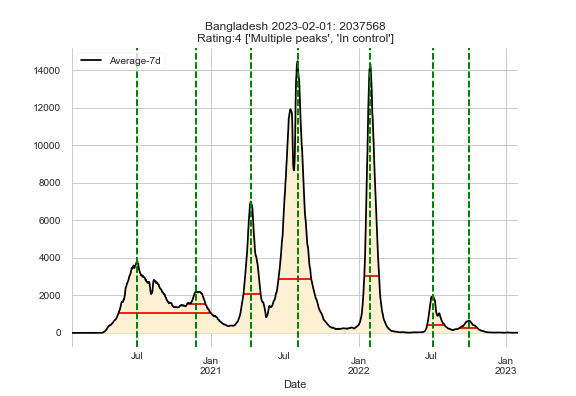 Bangladesh 2023-02-01: 2037568
Rating:4 ['Multiple peaks', 'In control']
Average-7d
14000
12000
10000
8000
6000
4000
2000
0
Jul
Jan
2021
Jul
Jan
2022
Jul
Jan
2023
Date